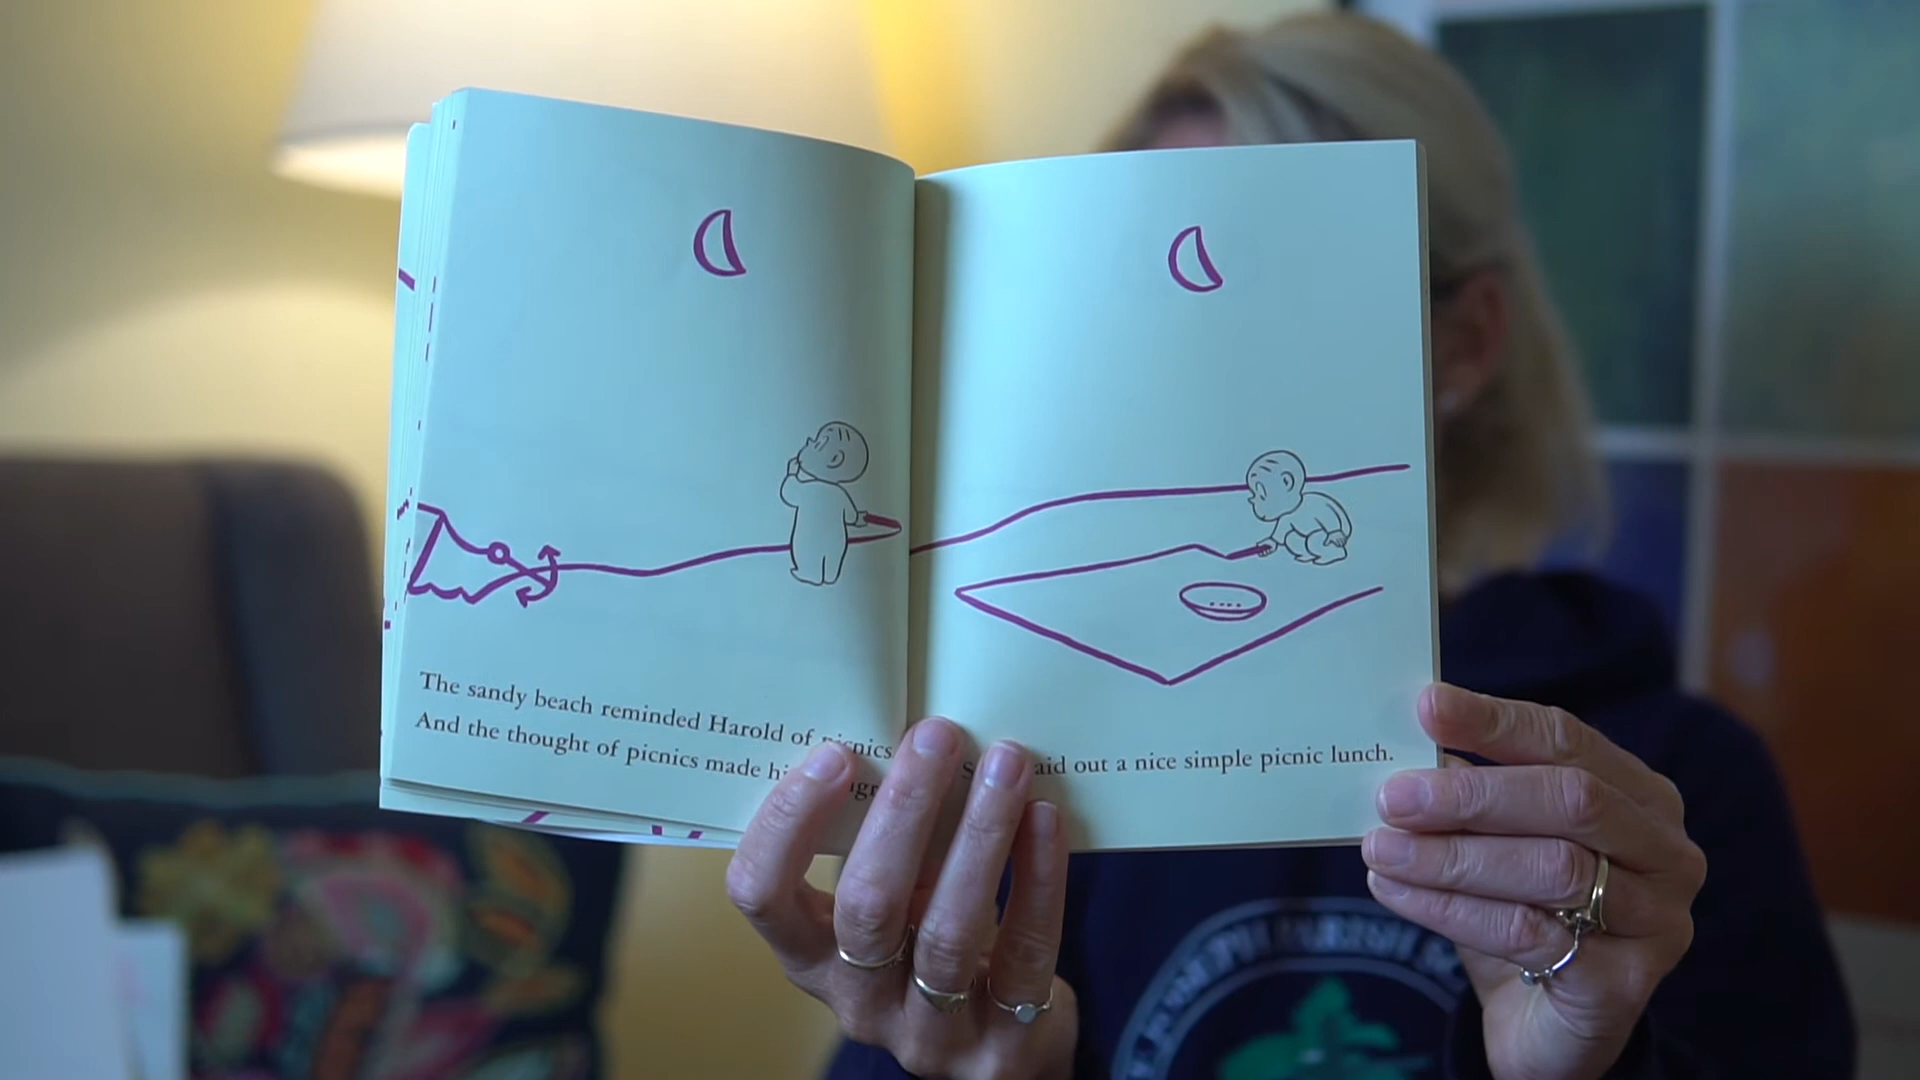 The sandy beach reminded Harold of picnics
And the thought of picnics made
aid out a nice simple picnic lunch.
PARISH